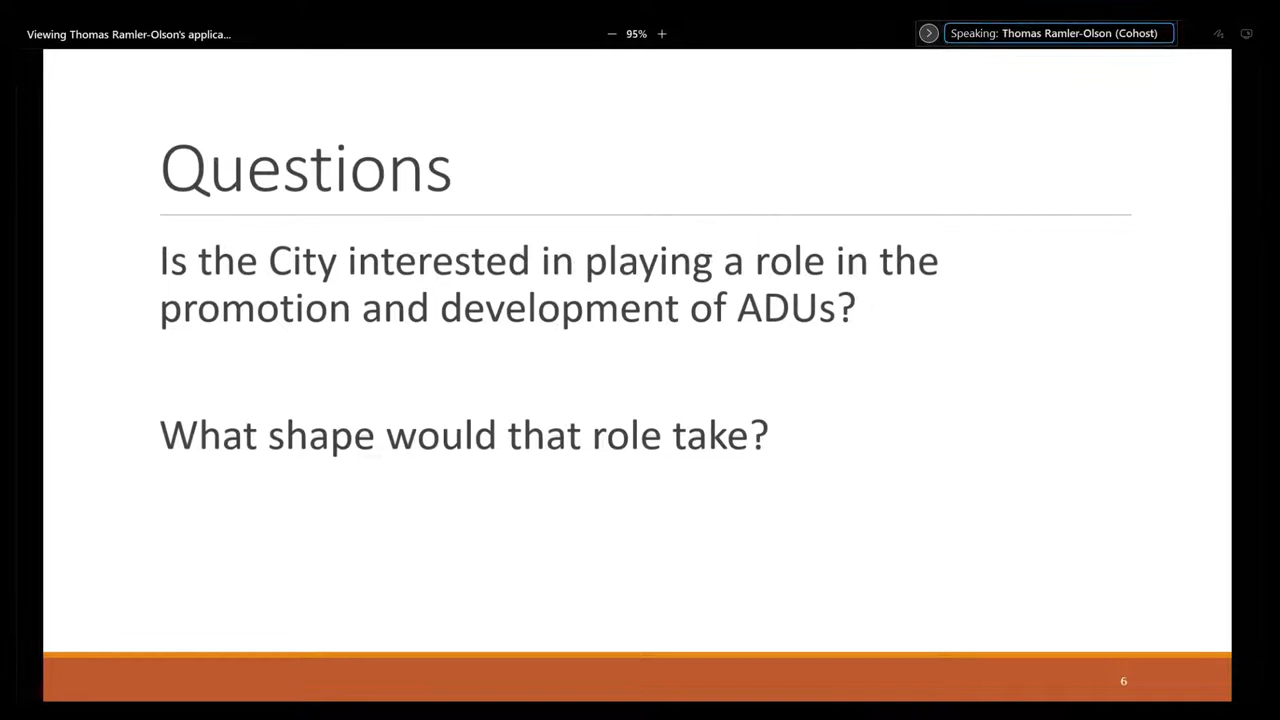 Viewing Thomas Ramler-Olson's applica...
95%
Speaking: Thomas Ramler-Olson (Cohost)
Questions
Is the City interested in playing a role in the
promotion and development of ADUs?
What shape would that role take?
6